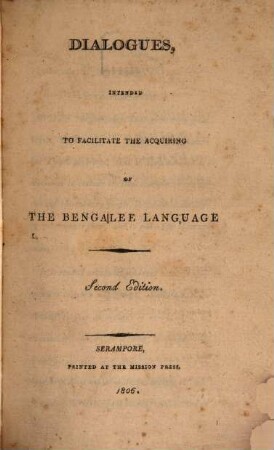 DIALOGUES,
INTENDED
TO FACILITATE THE ACQUIRING
OF
THE BENGALEE LANGUAGE
Second Edition.
SERAMPORE,
PRINTED AT THE MISSION PRESS,
1806.